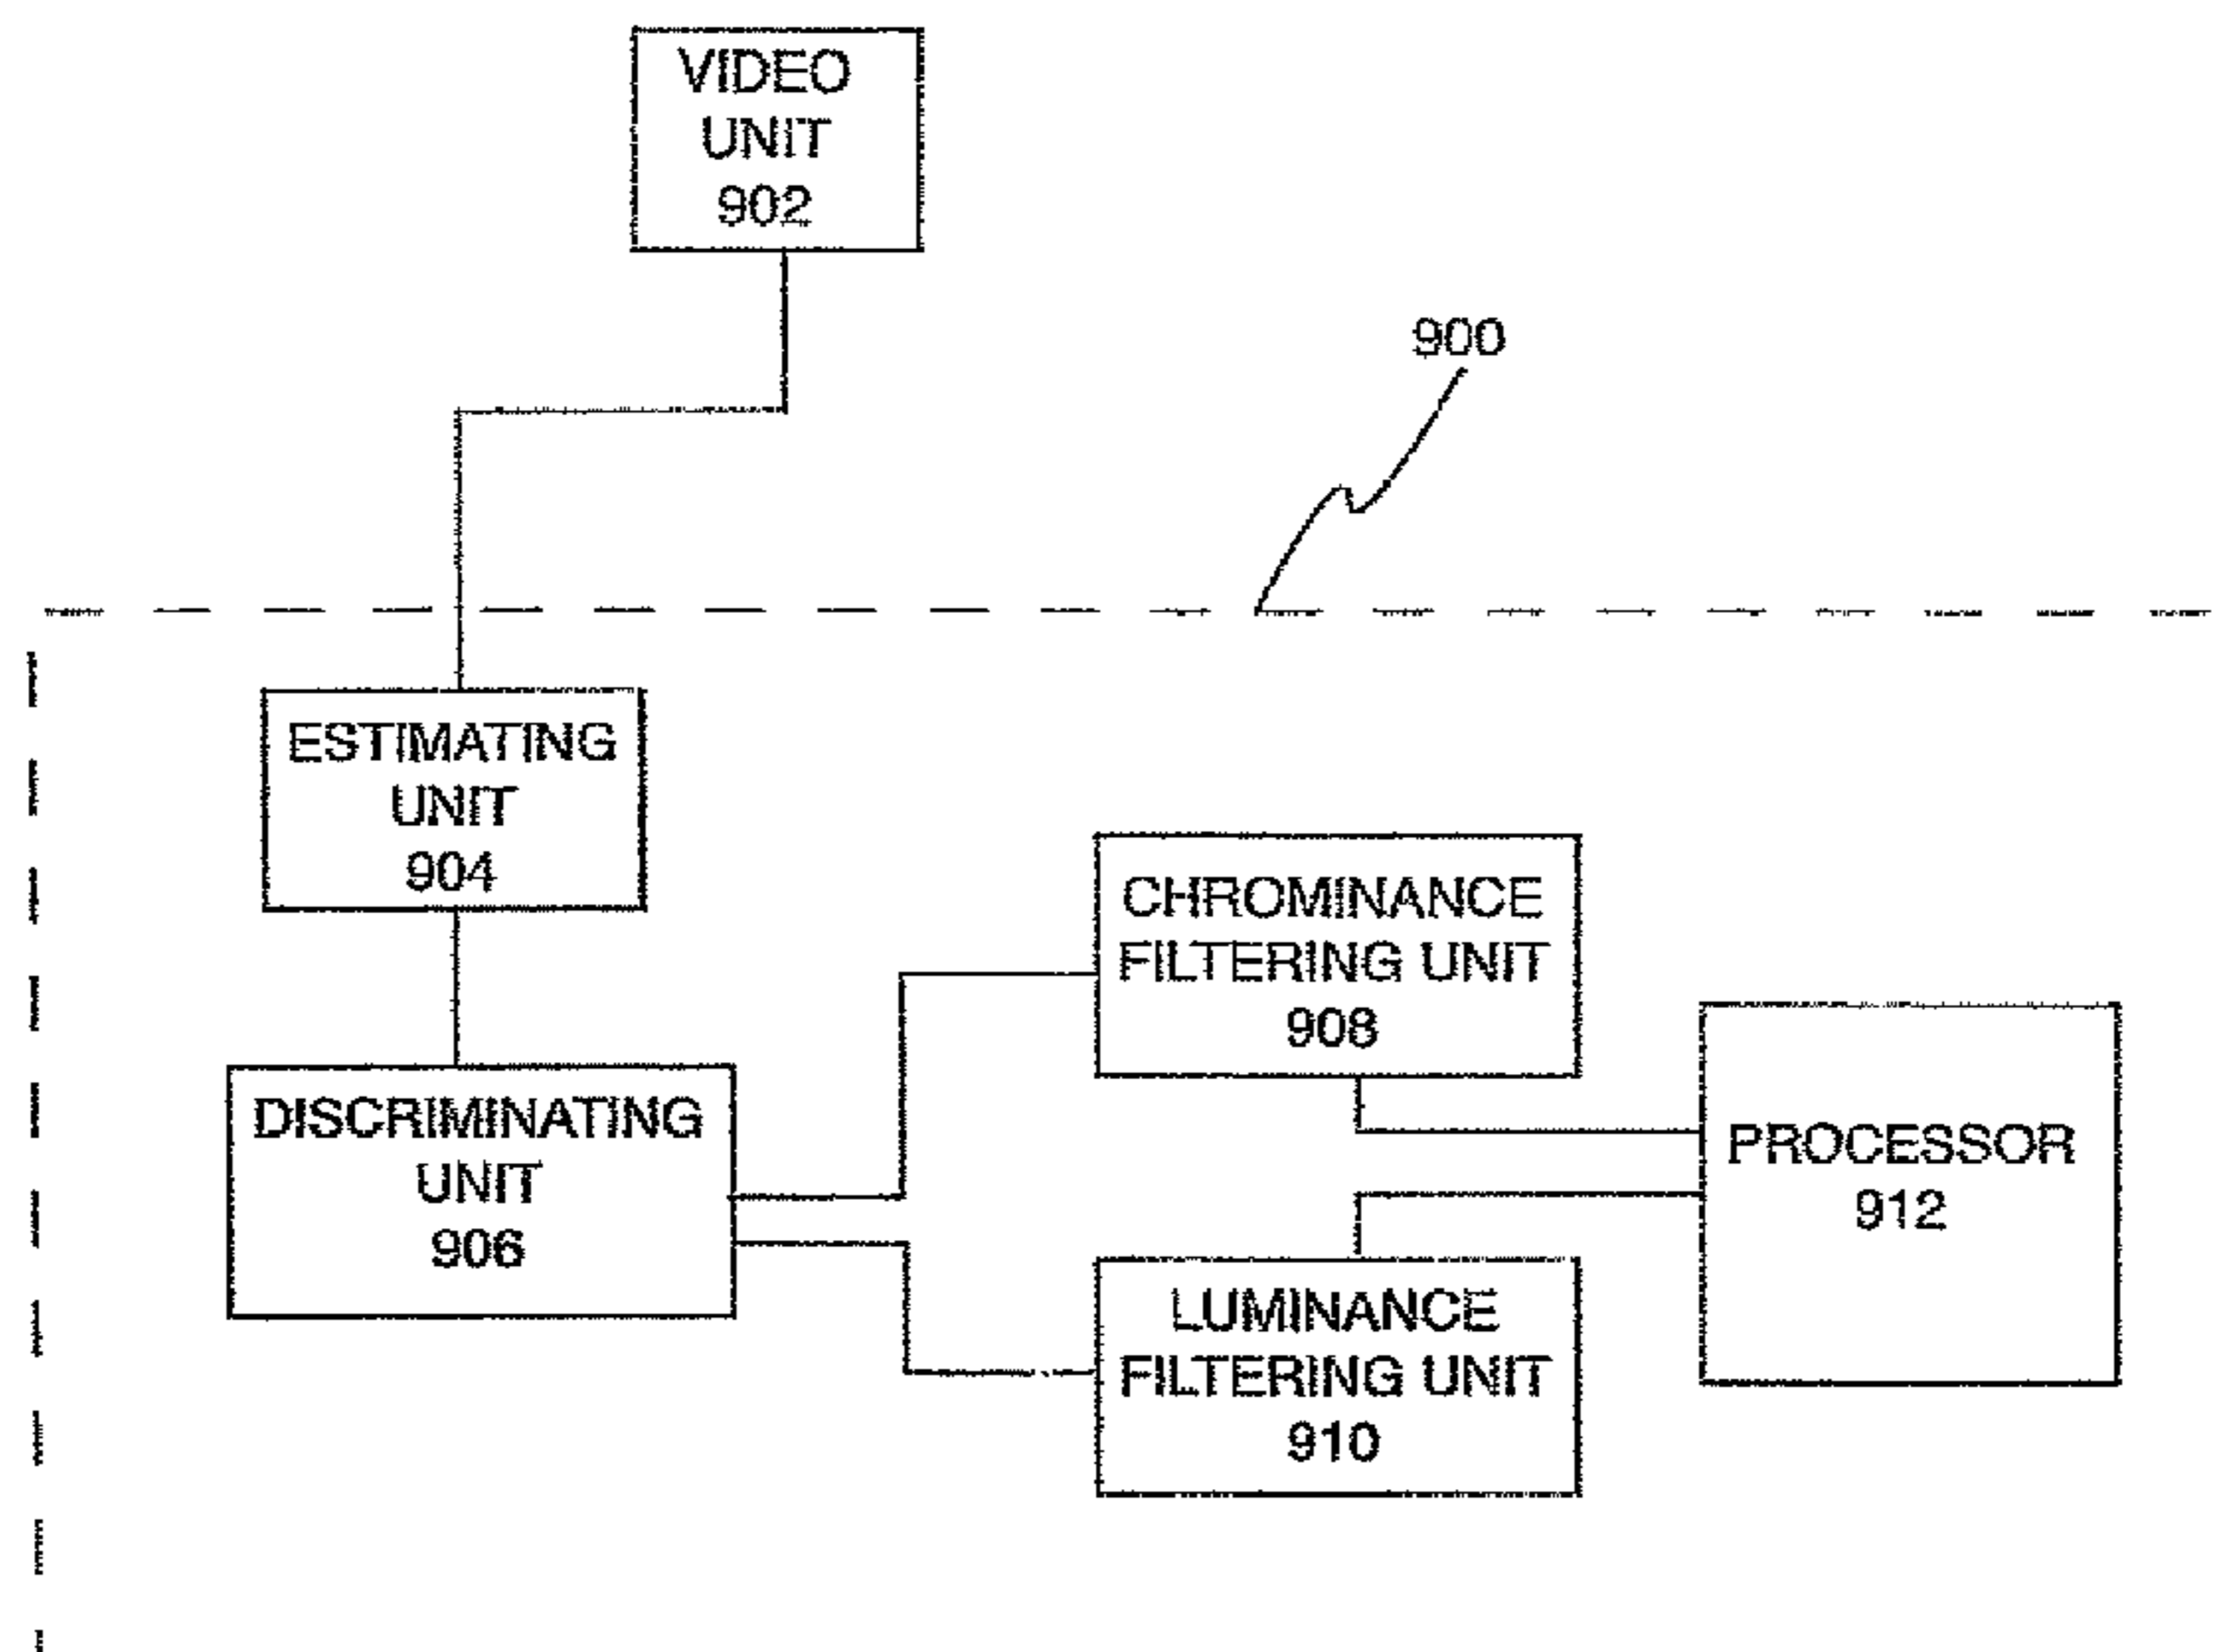 VIDEO
UNIT
902
900
ESTIMATING
UNIT
904
CHROMINANCE
FILTERING UNIT
908
DISCRIMINATING
UNIT
906
PROCESSOR
912
LUMINANCE
FILTERING UNIT
910